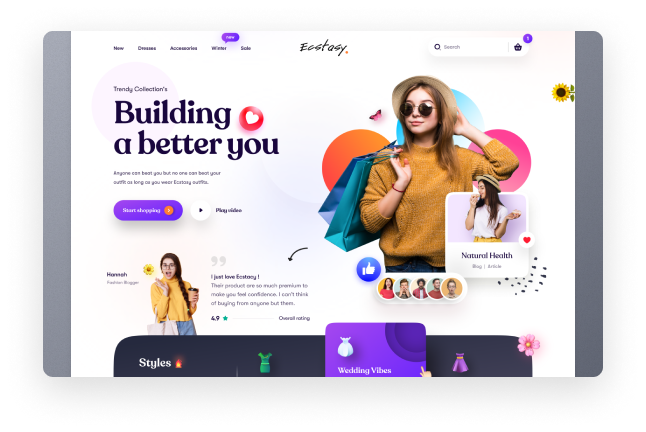 new
New
Dresses
Accessories
Winter
Sale
Ecstasy.
Search
1
Trendy Collection's
Building
a better you
Anyone can beat you but no one can beat your
outfit as long as you wear Ecstasy outfits.
Start shopping
Play video
Hannah
Fashion Blogger
I just love Ecstasy !
Their product are so much premium to
make you feel confidence. I can't think
of buying from anywhere but them.
4.9
Overall rating
Natural Health
Blog | Article
Styles
Wedding Vibes